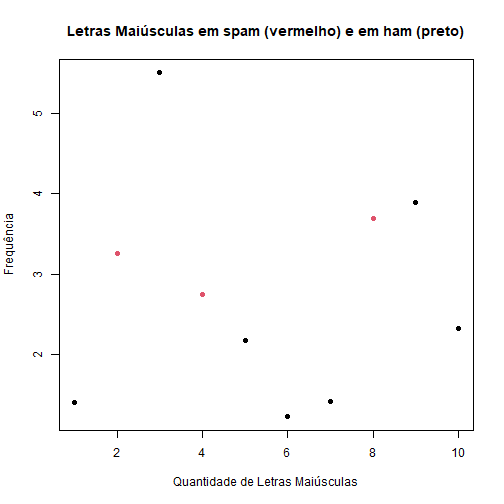 Letras Maiúsculas em spam (vermelho) e em ham (preto)
5
4
3
2
Frequência
2 4 6 8 10
Quantidade de Letras Maiúsculas